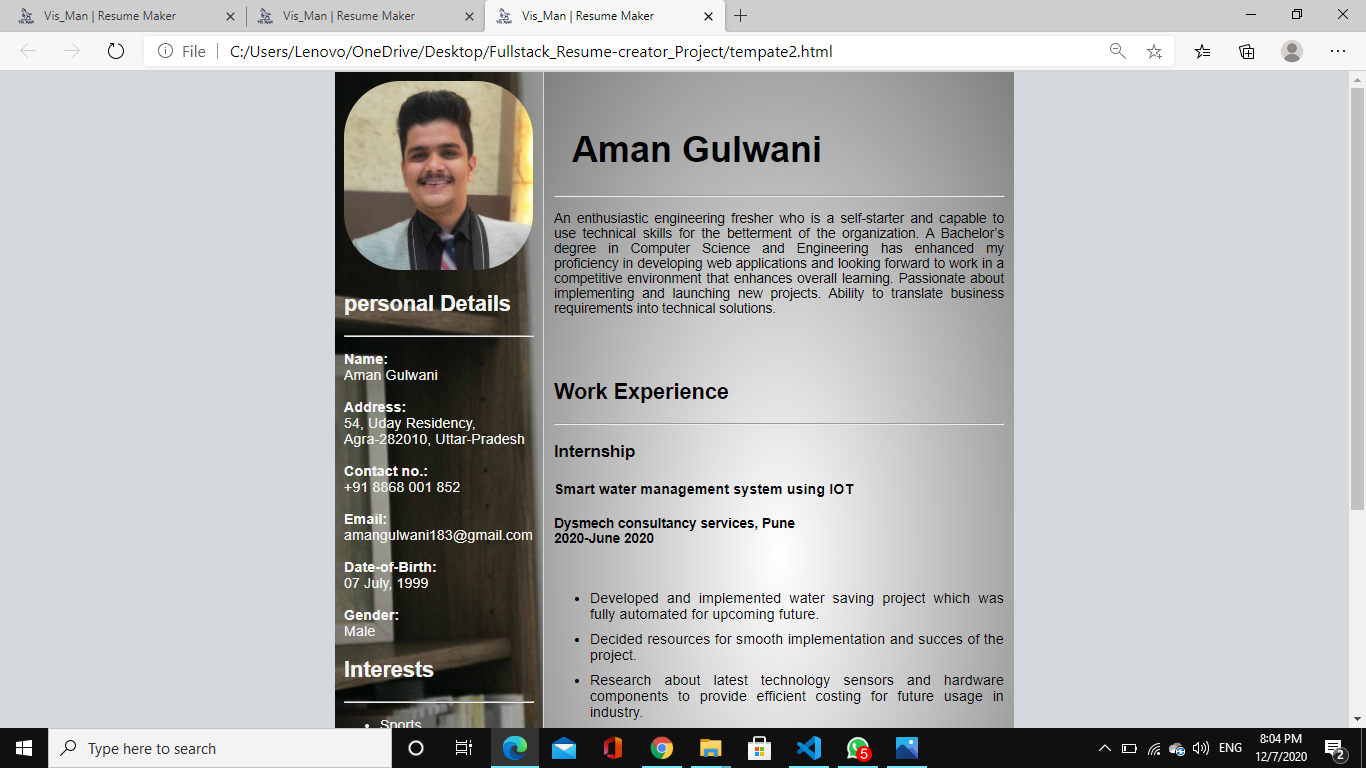 Vis_Man | Resume Maker
Vis_Man | Resume Maker
Vis_Man | Resume Maker
File
C:/Users/Lenovo/OneDrive/Desktop/Fullstack_Resume-creator_Project/tempate2.html
personal Details
Name:
Aman Gulwani
Address:
54, Uday Residency,
Agra-282010, Uttar-Pradesh
Contact no.:
+91 8868 001 852
Email:
amangulwani183@gmail.com
Date-of-Birth:
07 July, 1999
Gender:
Male
Interests
• Sports
Aman Gulwani
An enthusiastic engineering fresher who is a self-starter and capable to
use technical skills for the betterment of the organization. A Bachelor’s
degree in Computer Science and Engineering has enhanced my
proficiency in developing web applications and looking forward to work in a
competitive environment that enhances overall learning. Passionate about
implementing and launching new projects. Ability to translate business
requirements into technical solutions.
Work Experience
Internship
Smart water management system using IOT
Dysmech consultancy services, Pune
2020-June 2020
• Developed and implemented water saving project which was
fully automated for upcoming future.
• Decided resources for smooth implementation and succes of the
project.
• Research about latest technology sensors and hardware
components to provide efficient costing for future usage in
industry.
Type here to search
5
ENG
8:04 PM
12/7/2020
2